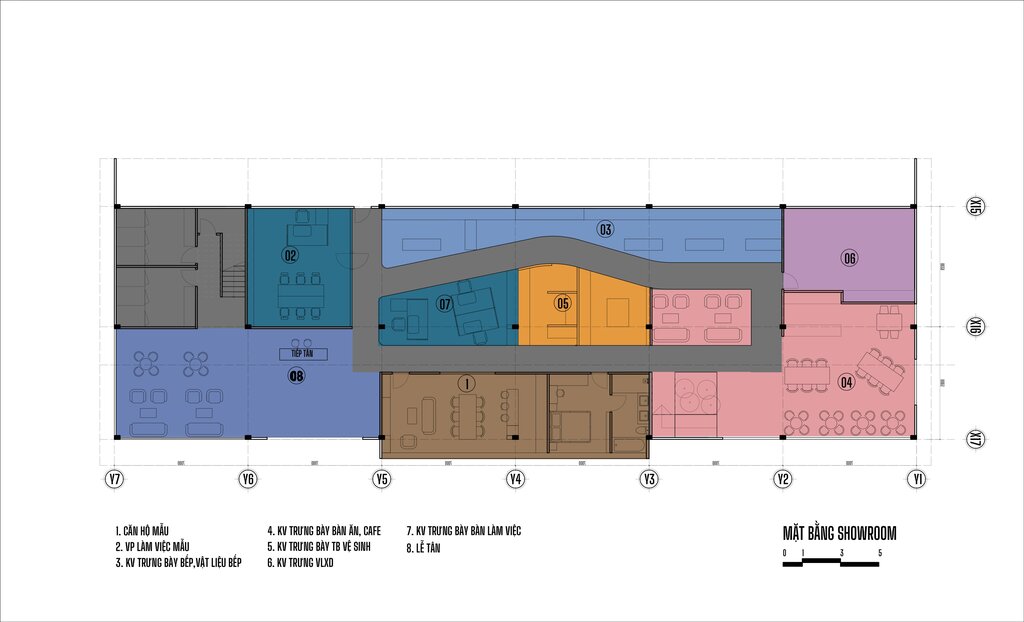 02
03
06
07
05
TIẾP TÂN
08
1
04
X15
X16
X17
Y7
Y6
Y5
Y4
Y3
Y2
Y1
1. CĂN HỘ MẪU
2. VP LÀM VIỆC MẪU
3. KV TRƯNG BÀY BẾP,VẬT LIỆU BẾP
4. KV TRƯNG BÀY BÀN ĂN, CAFE
5. KV TRƯNG BÀY TB VỆ SINH
6. KV TRƯNG VLXD
7. KV TRƯNG BÀY BÀN LÀM VIỆC
8. LỄ TÂN
MẶT BẰNG SHOWROOM
0 1 3 5